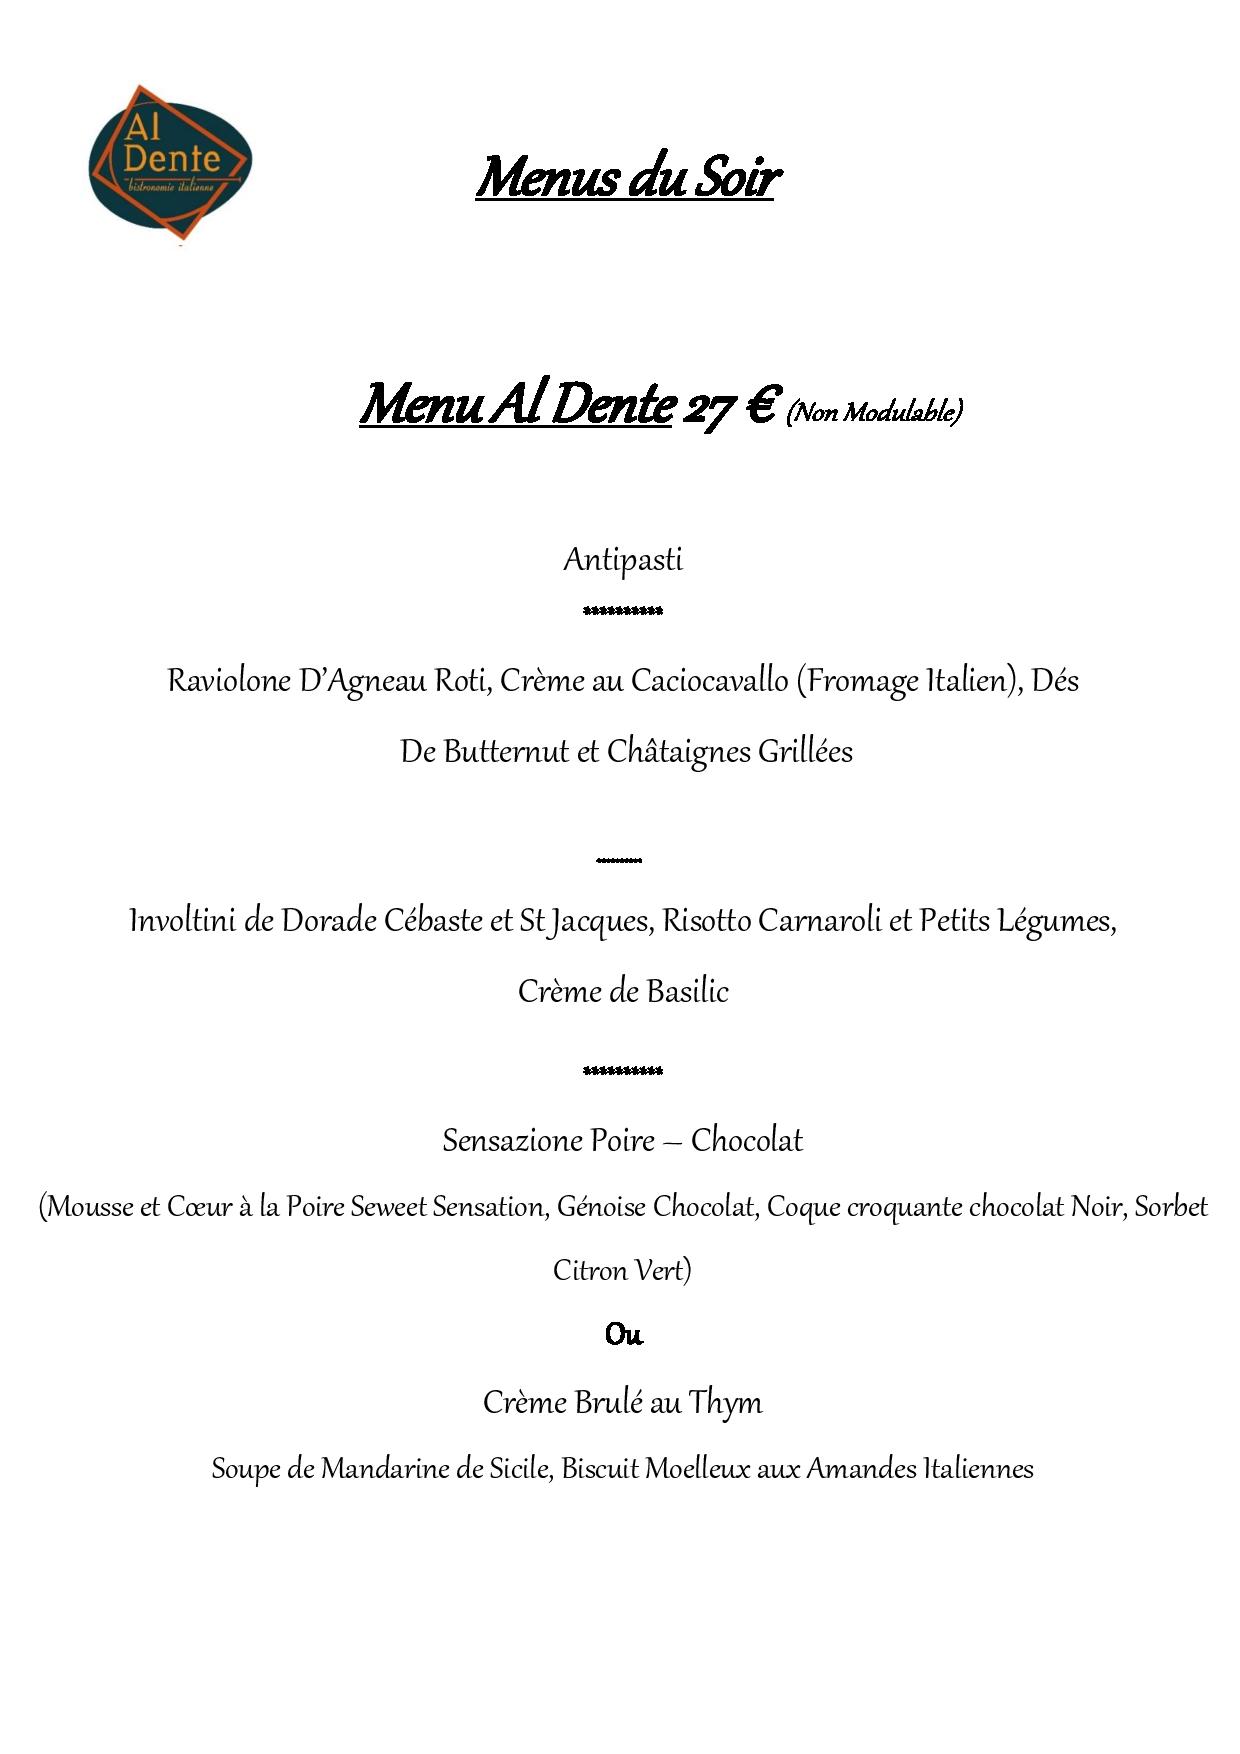 Al
Dente
bistronomie italienne
Menus du Soir
Menu Al Dente 27 € (Non Modulable)
Antipasti
**********
Raviolone D’Agneau Roti, Crème au Caciocavallo (Fromage Italien), Dés
De Butternut et Châtaignes Grillées
**********
Involtini de Dorade Cébaste et St Jacques, Risotto Carnaroli et Petits Légumes,
Crème de Basilic
**********
Sensazione Poire – Chocolat
(Mousse et Cœur à la Poire Seweet Sensation, Génoise Chocolat, Coque croquante chocolat Noir, Sorbet
Citron Vert)
Ou
Crème Brulé au Thym
Soupe de Mandarine de Sicile, Biscuit Moelleux aux Amandes Italiennes